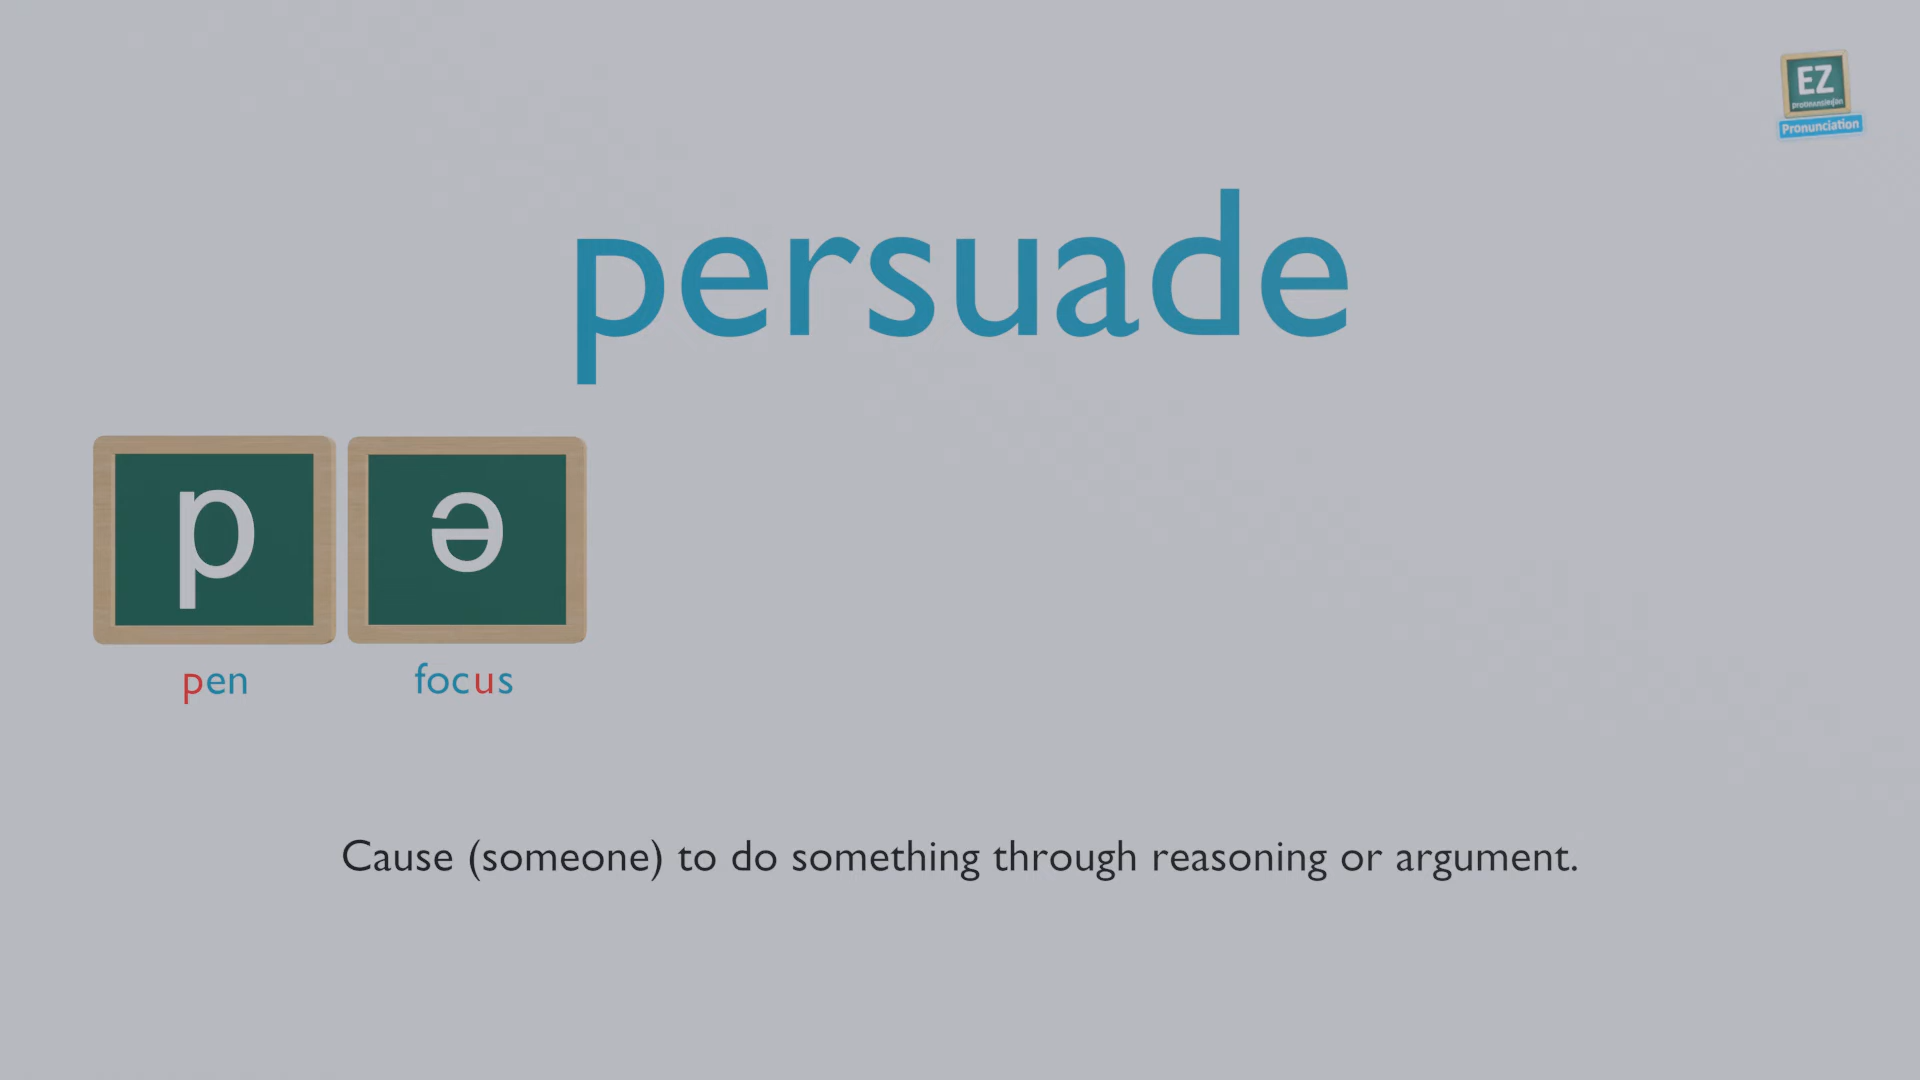 EZ
Pronunciation
persuade
p ə
pen focus
Cause (someone) to do something through reasoning or argument.